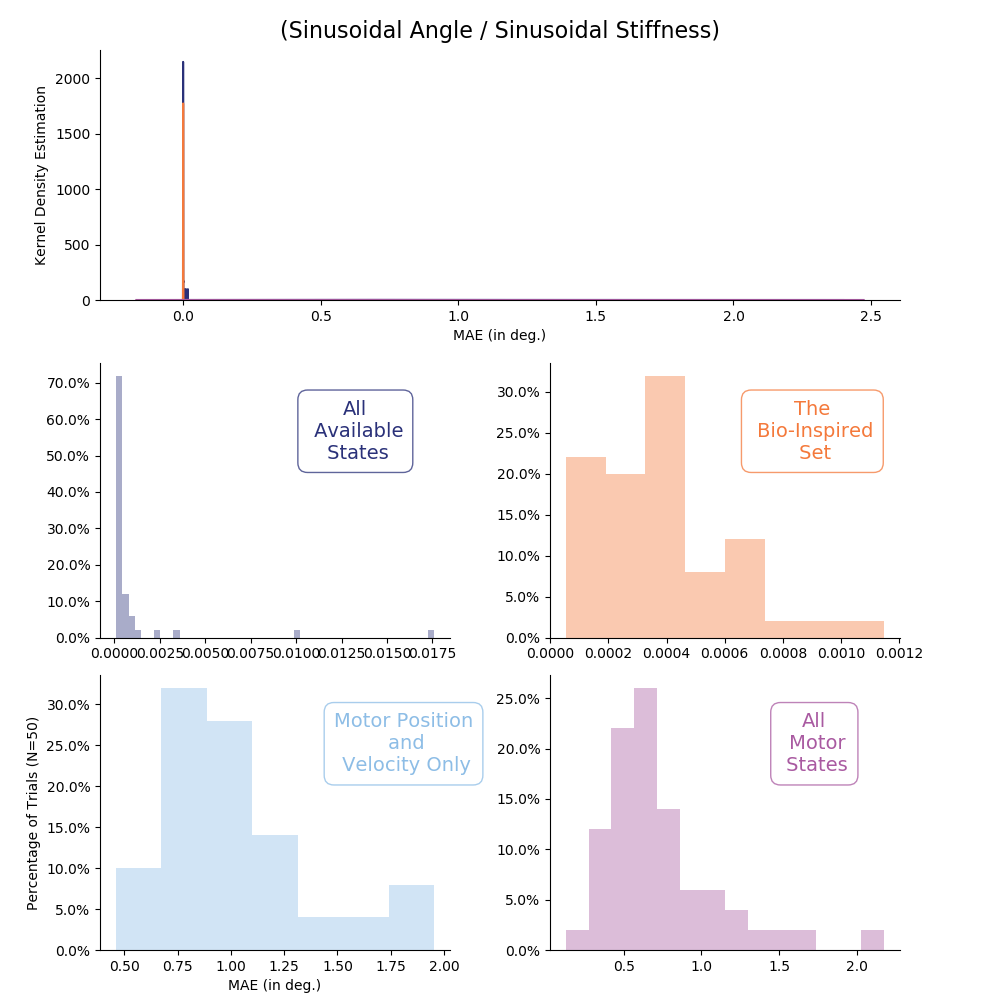 (Sinusoidal Angle / Sinusoidal Stiffness)
Kernel Density Estimation
2000
1500
1000
500
0
0.0 0.5 1.0 1.5 2.0 2.5
MAE (in deg.)
70.0%
60.0%
50.0%
40.0%
30.0%
20.0%
10.0%
0.0%
All
Available
States
0.0000 0.0025 0.0050 0.0075 0.0100 0.0125 0.0150 0.0175
30.0%
25.0%
20.0%
15.0%
10.0%
5.0%
0.0%
The
Bio-Inspired
Set
0.0000 0.0002 0.0004 0.0006 0.0008 0.0010 0.0012
Percentage of Trials (N=50)
30.0%
25.0%
20.0%
15.0%
10.0%
5.0%
0.0%
Motor Position
and
Velocity Only
0.50 0.75 1.00 1.25 1.50 1.75 2.00
MAE (in deg.)
25.0%
20.0%
15.0%
10.0%
5.0%
0.0%
All
Motor
States
0.5 1.0 1.5 2.0